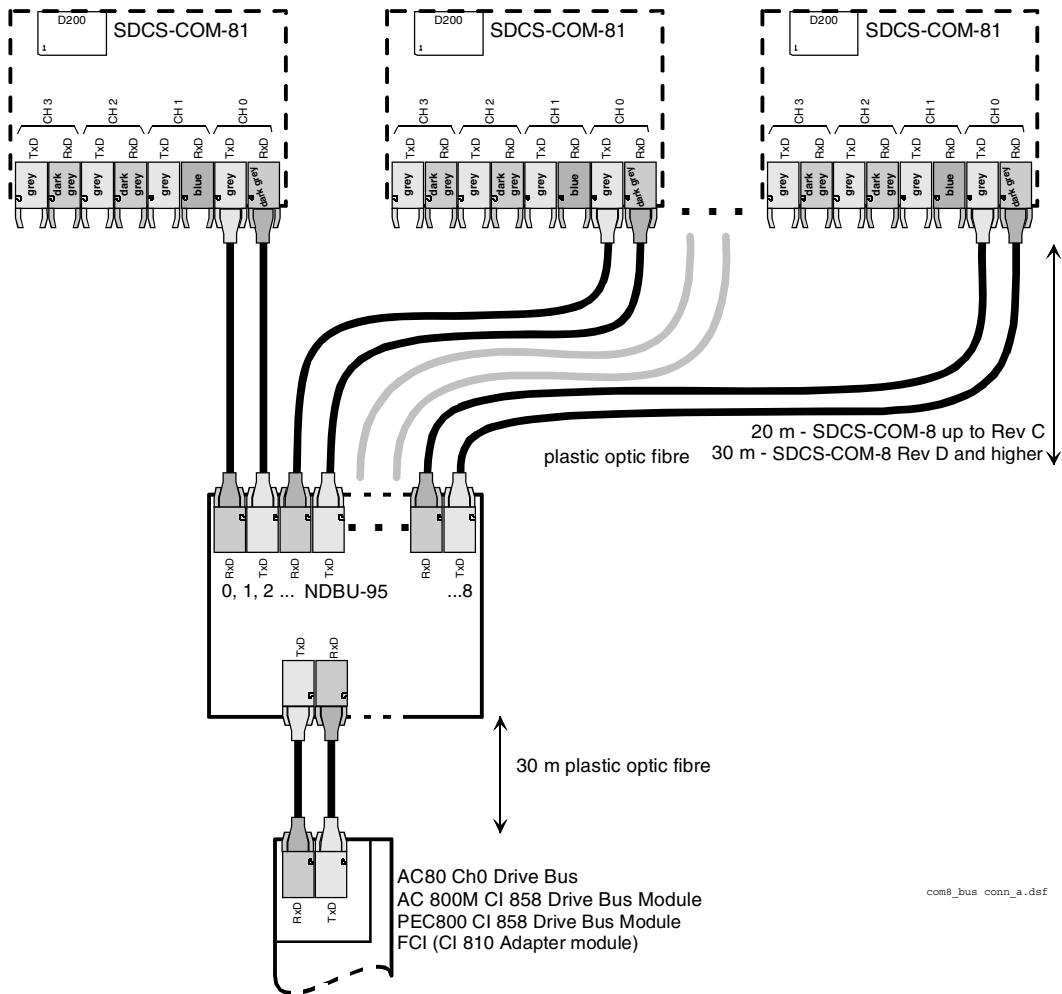 D200
1
SDCS-COM-81
D200
1
SDCS-COM-81
D200
1
SDCS-COM-81
CH 3 CH 2 CH 1 CH 0
CH 3 CH 2 CH 1 CH 0
CH 3 CH 2 CH 1 CH 0
TxD RxD TxD RxD TxD RxD TxD RxD
TxD RxD TxD RxD TxD RxD TxD RxD
TxD RxD TxD RxD TxD RxD TxD RxD
grey dark grey grey dark grey grey blue grey dark grey
grey dark grey grey dark grey grey blue grey dark grey
grey dark grey grey dark grey grey blue grey dark grey
20 m - SDCS-COM-8 up to Rev C
plastic optic fibre
30 m - SDCS-COM-8 Rev D and higher
RxD TxD RxD TxD RxD TxD
0, 1, 2 ... NDBU-95 ...8
TxD RxD
30 m plastic optic fibre
RxD TxD
AC80 Ch0 Drive Bus
AC 800M CI 858 Drive Bus Module
PEC800 CI 858 Drive Bus Module
FCI (CI 810 Adapter module)
com8_bus conn_a.dsf